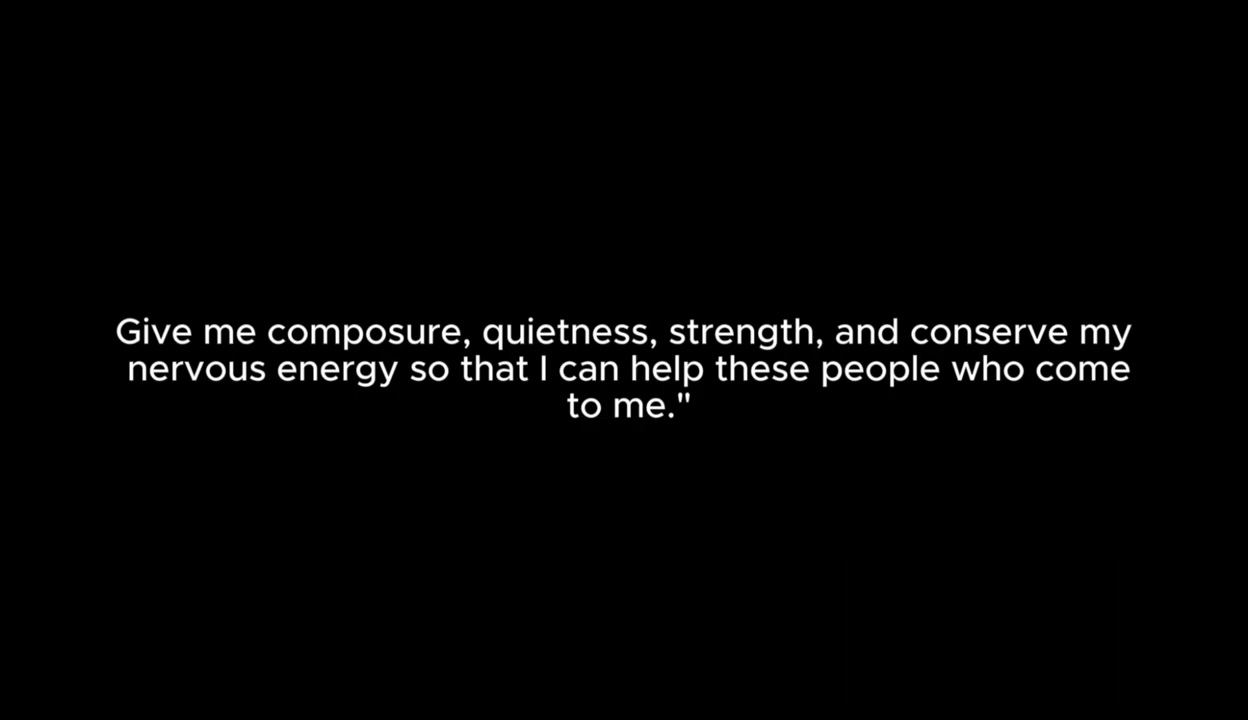 Give me composure, quietness, strength, and conserve my
nervous energy so that I can help these people who come
to me."